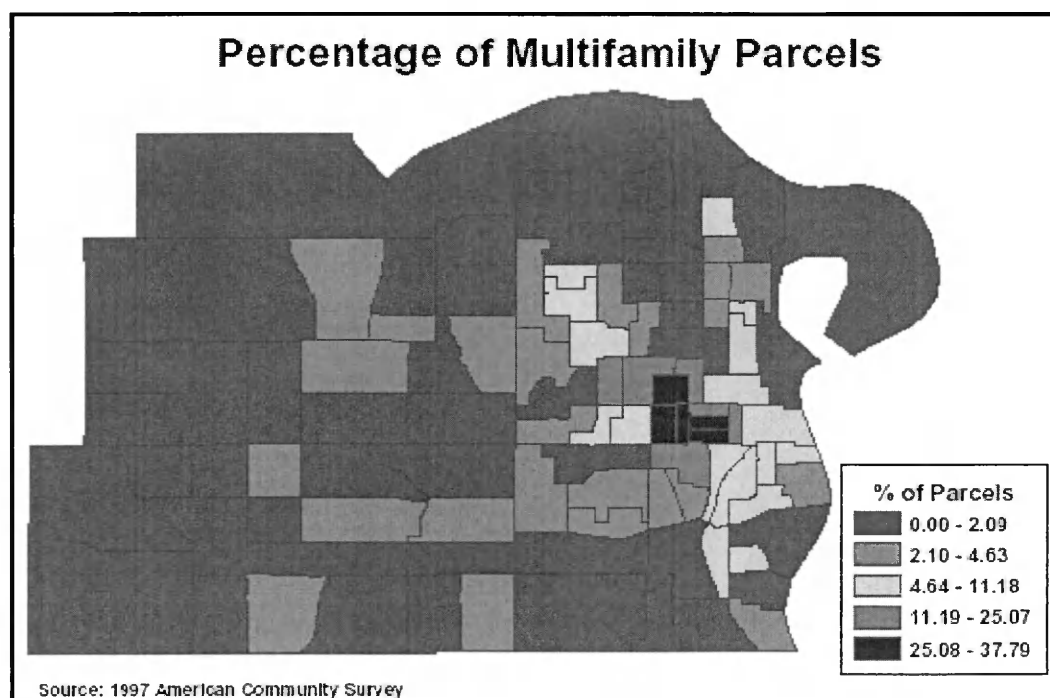 Percentage of Multifamily Parcels
% of Parcels
0.00 - 2.09
2.10 - 4.63
4.64 - 11.18
11.19 - 25.07
25.08 - 37.79
Source: 1997 American Community Survey